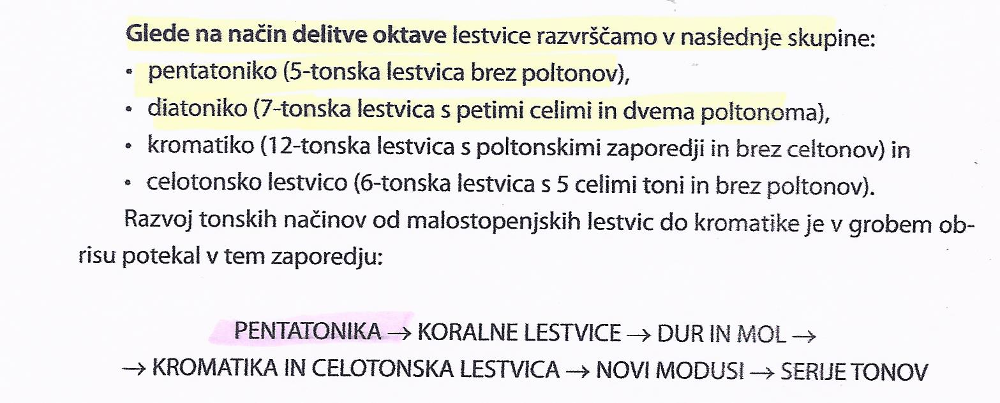 Glede na način delitve oktave lestvice razvrščamo v naslednje skupine:
• pentatoniko (5-tonska lestvica brez poltonov),
• diatoniko (7-tonska lestvica s petimi celimi in dvema poltonoma),
• kromatiko (12-tonska lestvica s poltonskimi zaporedji in brez celtonov) in
• celotonsko lestvico (6-tonska lestvica s 5 celimi toni in brez poltonov).
Razvoj tonskih načinov od malostopenjskih lestvic do kromatike je v grobem ob-
risu potekal v tem zaporedju:
PENTATONIKA → KORALNE LESTVICE → DUR IN MOL →
→ KROMATIKA IN CELOTONSKA LESTVICA → NOVI MODUSI → SERIJE TONOV